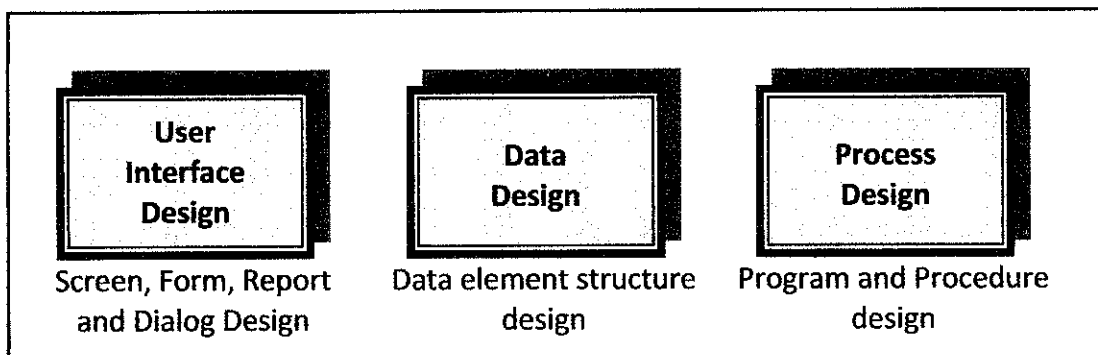 User
Interface
Design
Screen, Form, Report
and Dialog Design
Data
Design
Data element structure
design
Process
Design
Program and Procedure
design